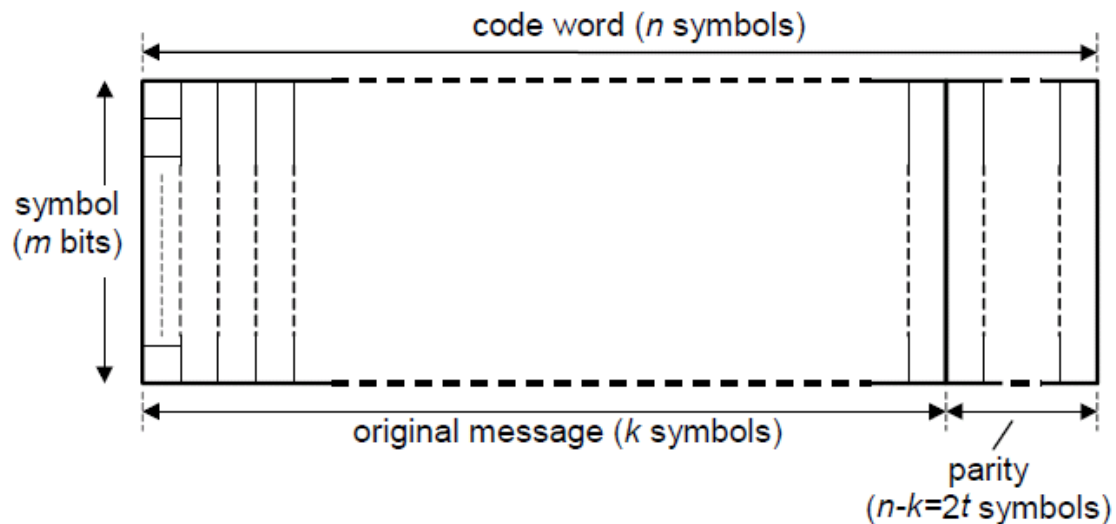 code word (n symbols)
symbol
(m bits)
original message (k symbols)
parity
(n-k=2t symbols)